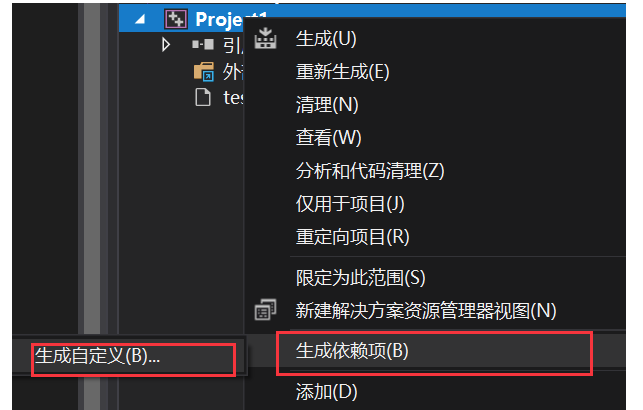 Project1
引
外
tes
生成(U)
重新生成(E)
清理(N)
查看(W)
分析和代码清理(Z)
仅用于项目(J)
重定向项目(R)
限定为此范围(S)
新建解决方案资源管理器视图(N)
生成自定义(B)...
生成依赖项(B)
添加(D)